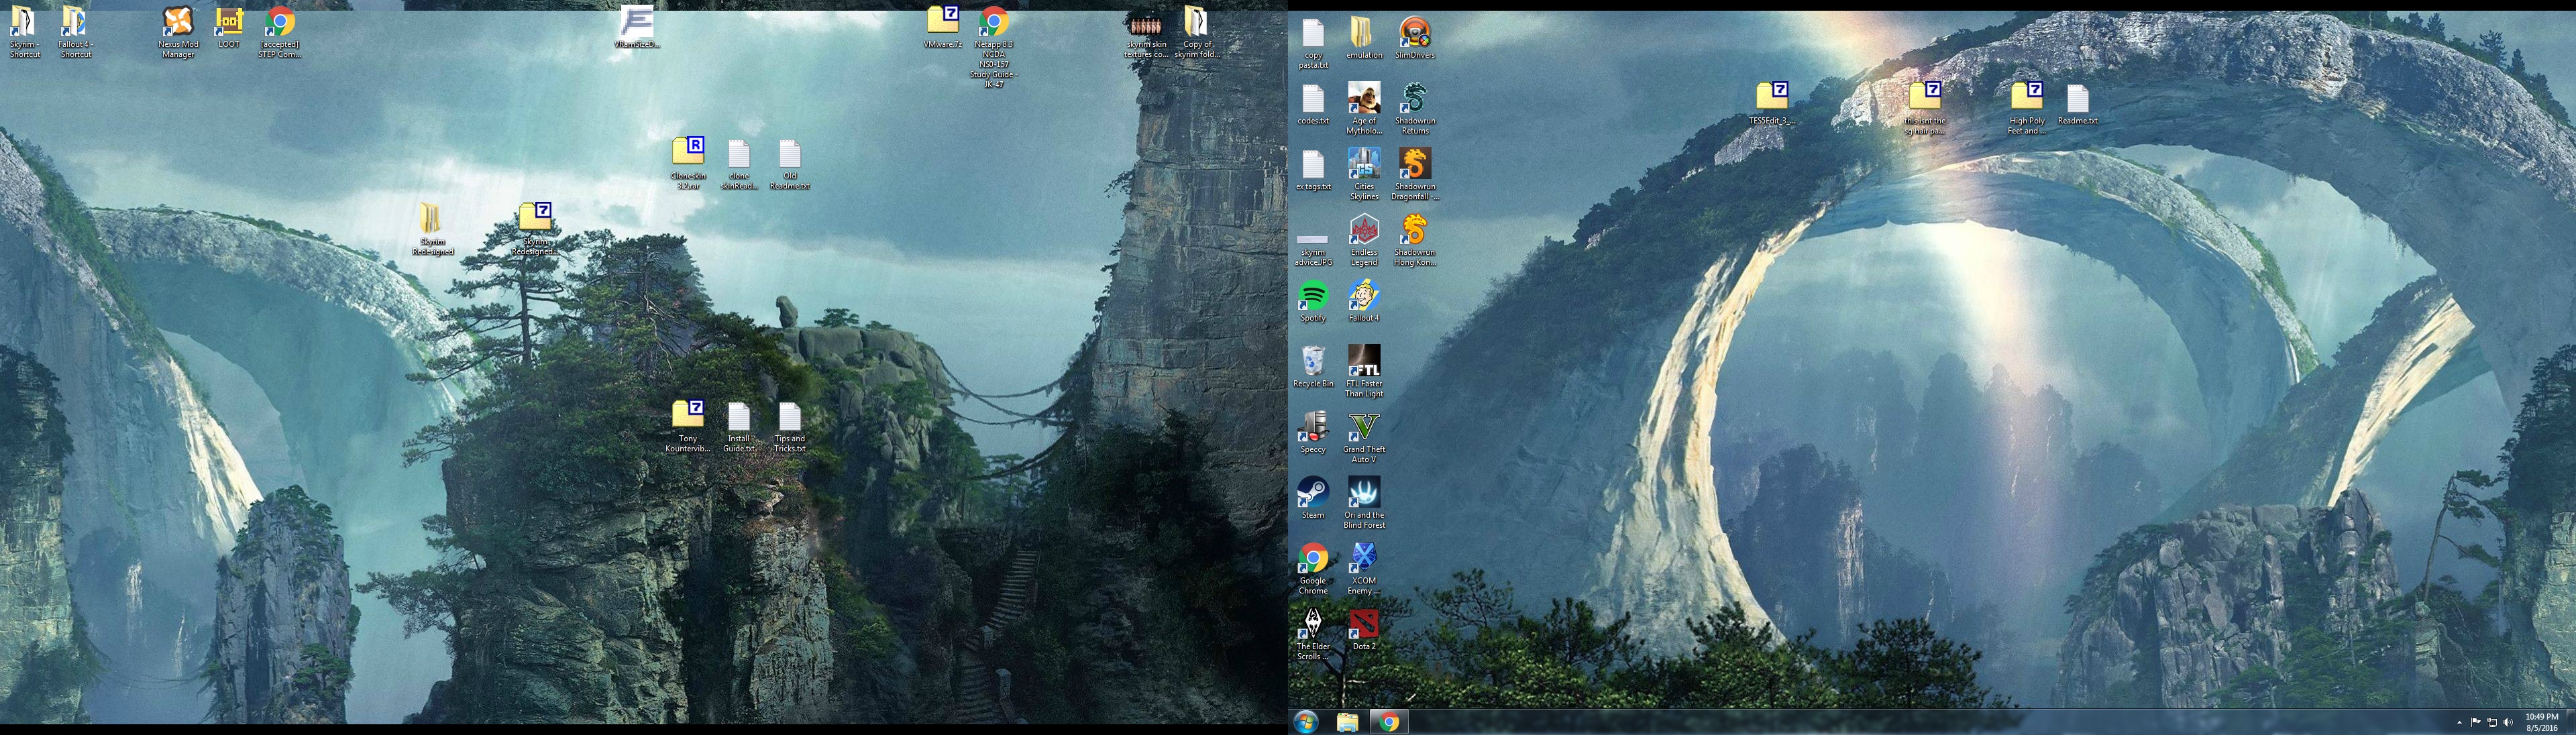 Skyrim -
Shortcut
Fallout 4 -
Shortcut
Nexus Mod
Manager
LOOT
[accepted]
STEP Com...
VRamSizeD...
VMware.7z
Netapp 8.3
NCDA
NS0-157
Study Guide -
JK-47
skyrim skin
textures co...
Copy of
skyrim fold...
Cloneskin
3.2.rar
clone
skinRead...
Old
Readme.txt
Skyrim
Redesigned
Skyrim
Redesigned...
Tony
Kountervib...
Install
Guide.txt
Tips and
Tricks.txt
copy
pasta.txt
emulation
SlimDrivers
codes.txt
Age of
Mytholo...
Shadowrun
Returns
ex tags.txt
Cities
Skylines
Shadowrun
Dragonfall -...
skyrim
advice.JPG
Endless
Legend
Shadowrun
Hong Kon...
Spotify
Fallout 4
Recycle Bin
FTL
FTL Faster
Than Light
Speccy
Grand Theft
Auto V
Steam
Ori and the
Blind Forest
Google
Chrome
XCOM
Enemy ...
The Elder
Scrolls ...
Dota 2
TES5Edit_3_...
this isnt the
sg hair pa...
High Poly
Feet and ...
Readme.txt
10:49 PM
8/5/2016